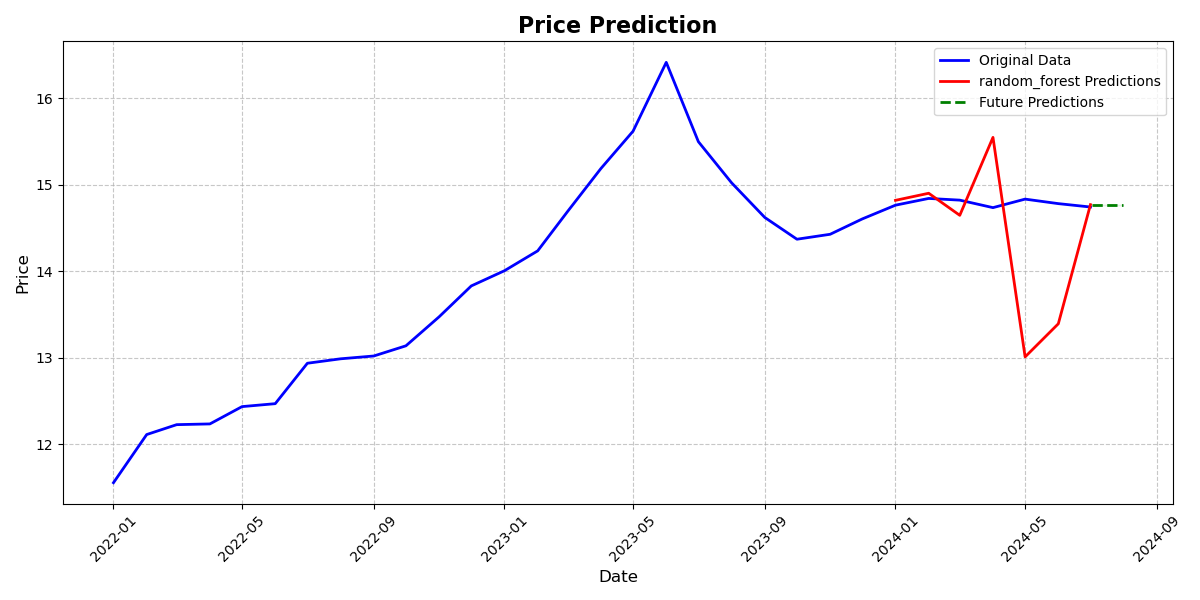 Price Prediction
Original Data
random_forest Predictions
Future Predictions
Price
16
15
14
13
12
2022-01
2022-05
2022-09
2023-01
2023-05
2023-09
2024-01
2024-05
2024-09
Date